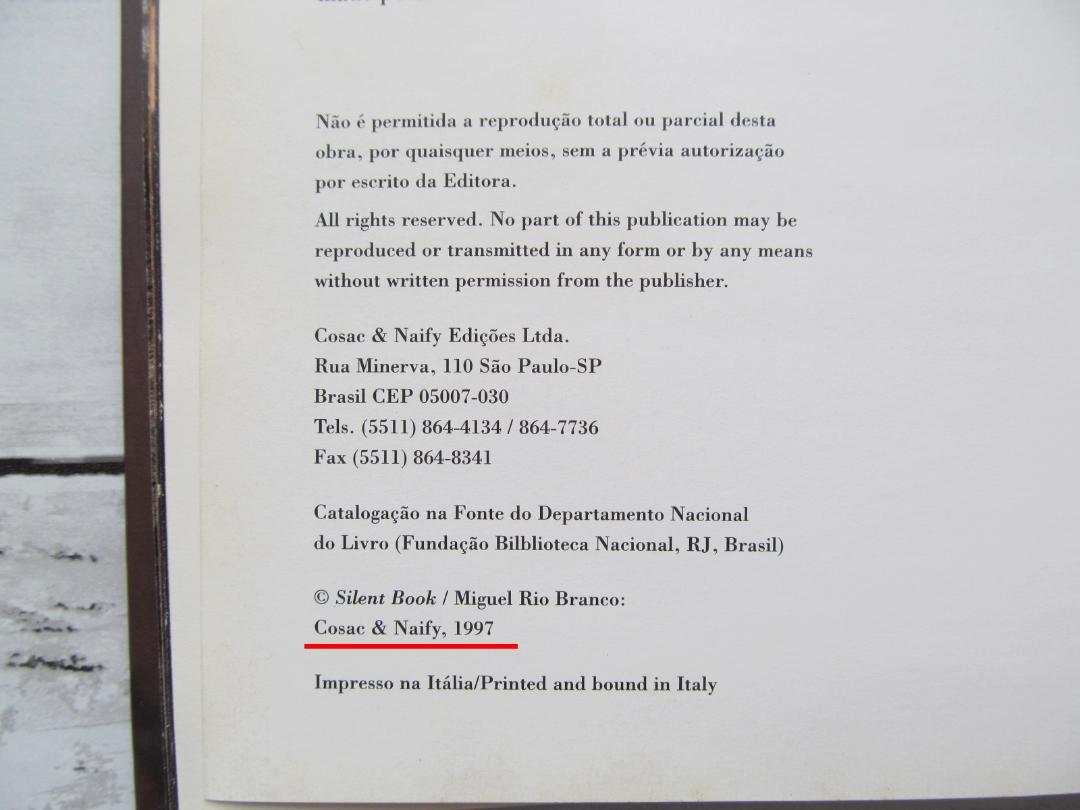 Não é permitida a reprodução total ou parcial desta
obra, por quaisquer meios, sem a prévia autorização
por escrito da Editora.
All rights reserved. No part of this publication may be
reproduced or transmitted in any form or by any means
without written permission from the publisher.
Cosac & Naify Edições Ltda.
Rua Minerva, 110 São Paulo-SP
Brasil CEP 05007-030
Tels. (5511) 864-4134 / 864-7736
Fax (5511) 864-8341
Catalogação na Fonte do Departamento Nacional
do Livro (Fundação Bilblioteca Nacional, RJ, Brasil)
© Silent Book / Miguel Rio Branco:
Cosac & Naify, 1997
Impresso na Itália/Printed and bound in Italy